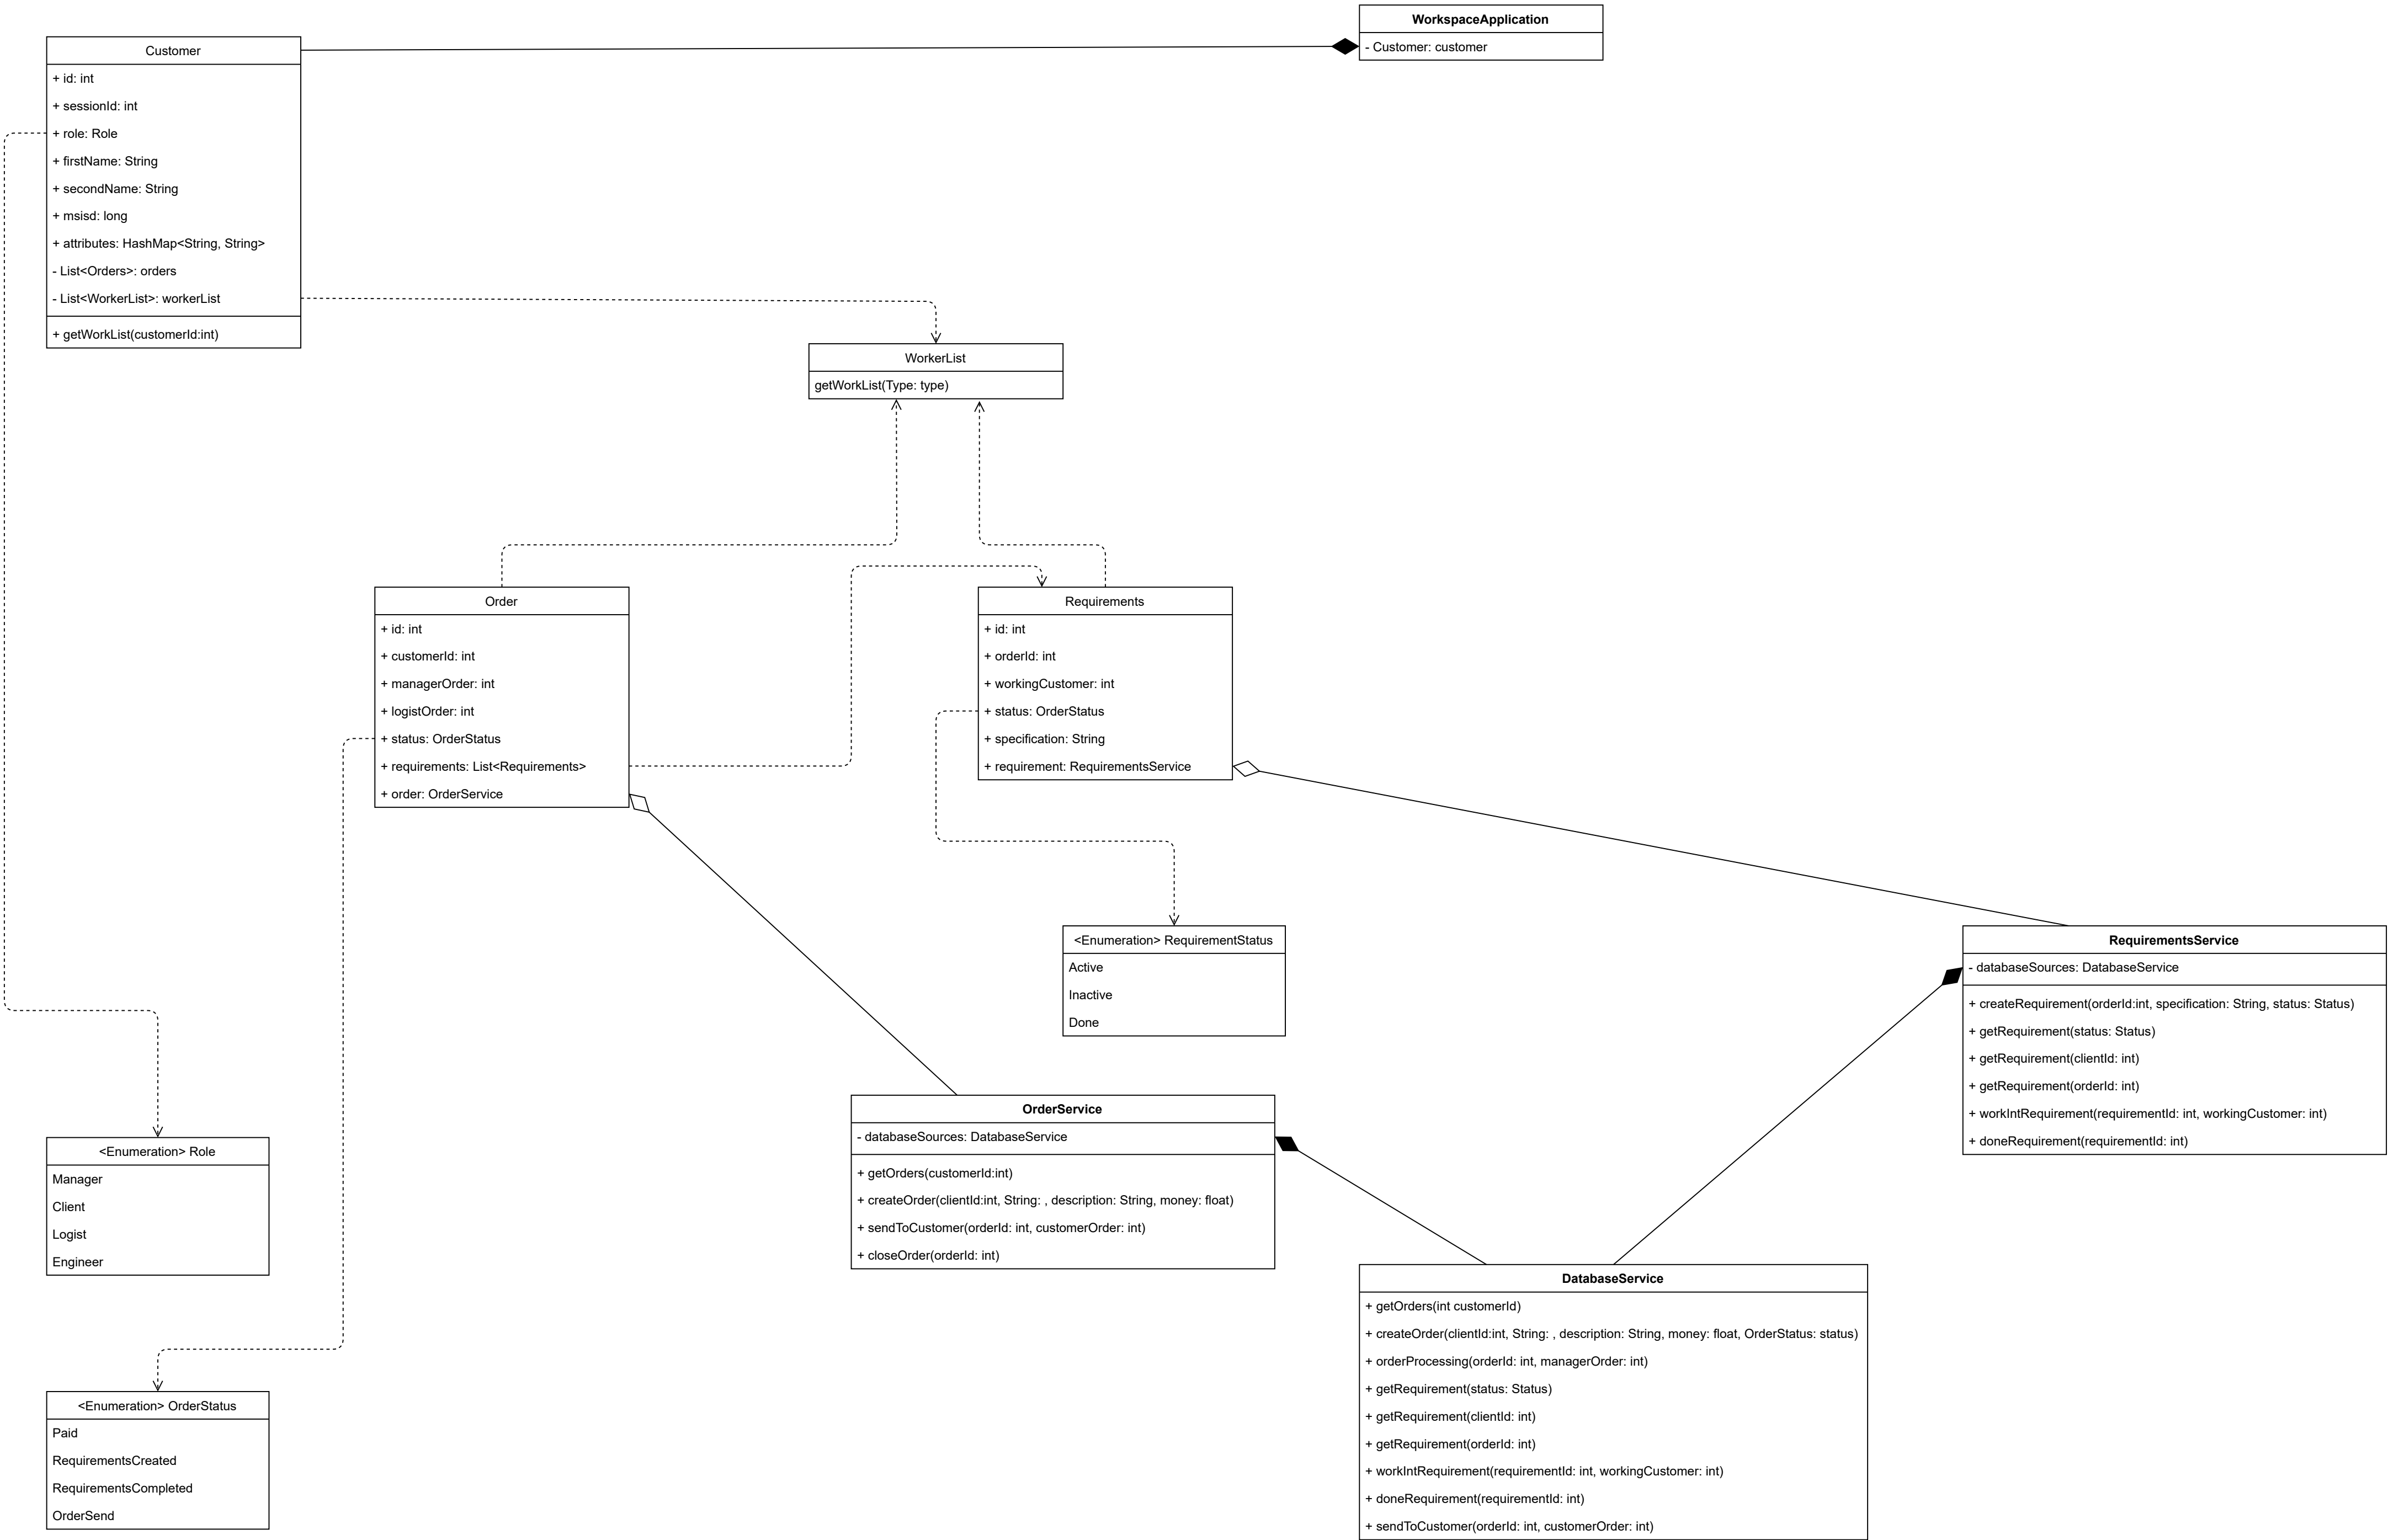 WorkspaceApplication
- Customer: customer
Customer
+ id: int
+ sessionId: int
+ role: Role
+ firstName: String
+ secondName: String
+ msisd: long
+ attributes: HashMap<String, String>
- List<Orders>: orders
- List<WorkerList>: workerList
+ getWorkList(customerId:int)
WorkerList
getWorkList(Type: type)
Order
+ id: int
+ customerId: int
+ managerOrder: int
+ logistOrder: int
+ status: OrderStatus
+ requirements: List<Requirements>
+ order: OrderService
Requirements
+ id: int
+ orderId: int
+ workingCustomer: int
+ status: OrderStatus
+ specification: String
+ requirement: RequirementsService
<Enumeration> RequirementStatus
Active
Inactive
Done
RequirementsService
- databaseSources: DatabaseService
+ createRequirement(orderId:int, specification: String, status: Status)
+ getRequirement(status: Status)
+ getRequirement(clientId: int)
+ getRequirement(orderId: int)
+ workIntRequirement(requirementId: int, workingCustomer: int)
+ doneRequirement(requirementId: int)
OrderService
- databaseSources: DatabaseService
+ getOrders(customerId:int)
+ createOrder(clientId:int, String: , description: String, money: float)
+ sendToCustomer(orderId: int, customerOrder: int)
+ closeOrder(orderId: int)
<Enumeration> Role
Manager
Client
Logist
Engineer
DatabaseService
+ getOrders(int customerId)
+ createOrder(clientId:int, String: , description: String, money: float, OrderStatus: status)
+ orderProcessing(orderId: int, managerOrder: int)
+ getRequirement(status: Status)
+ getRequirement(clientId: int)
+ getRequirement(orderId: int)
+ workIntRequirement(requirementId: int, workingCustomer: int)
+ doneRequirement(requirementId: int)
+ sendToCustomer(orderId: int, customerOrder: int)
<Enumeration> OrderStatus
Paid
RequirementsCreated
RequirementsCompleted
OrderSend